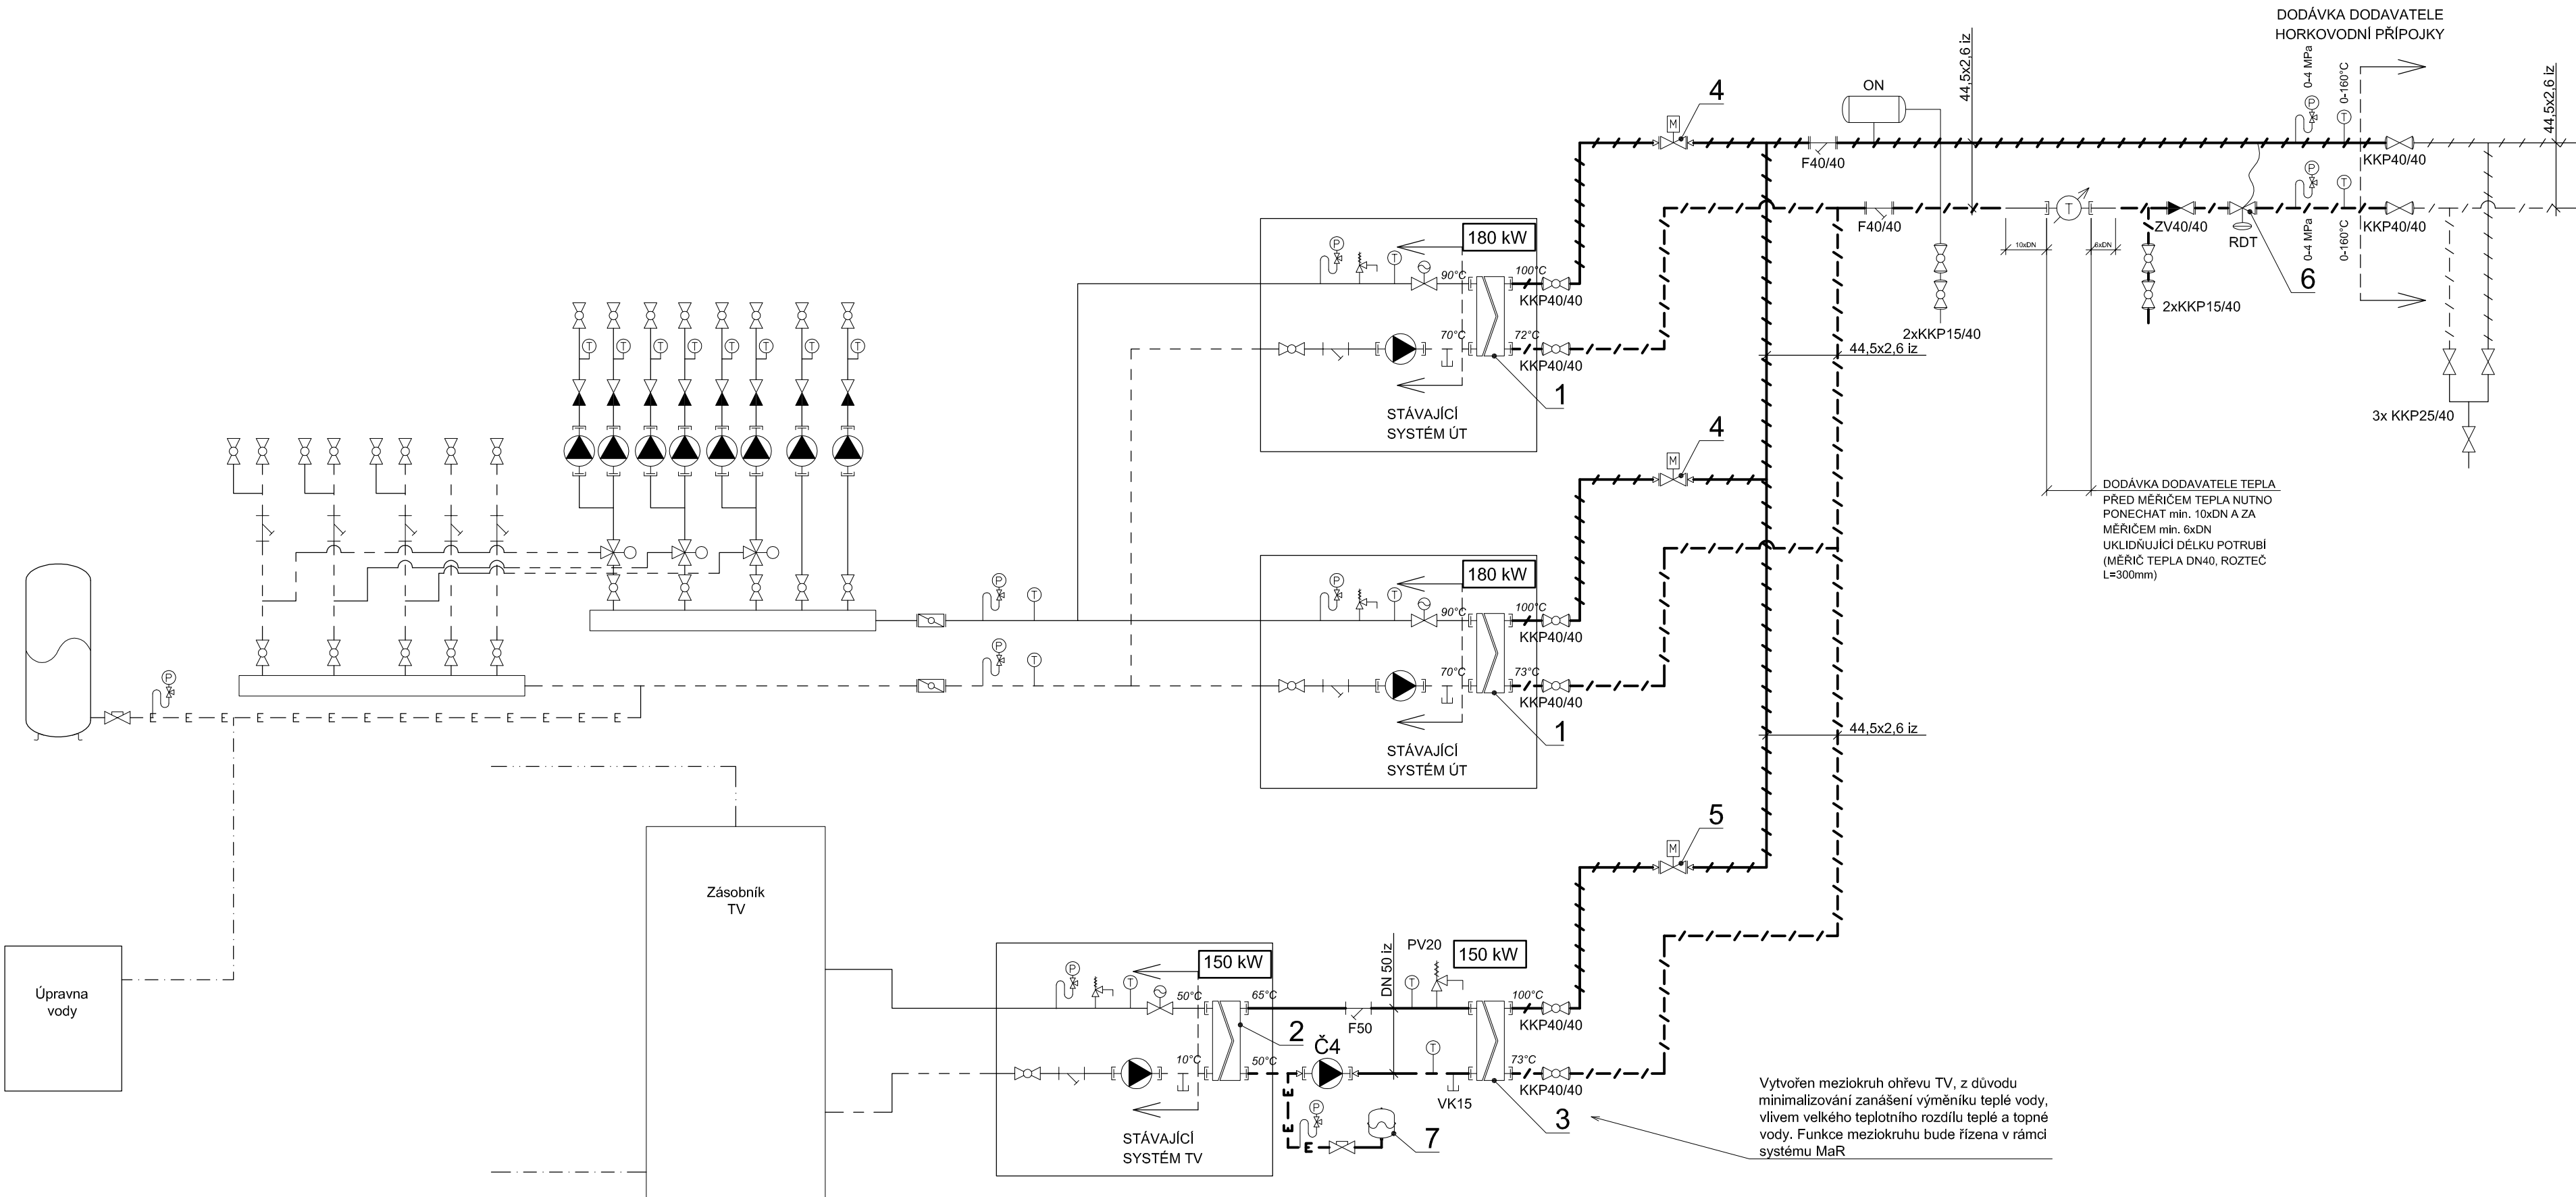 DODÁVKA DODAVATELE
HORKOVODNÍ PŘÍPOJKY
44,5x2,6 iz
0-4 MPa
0-160°C
44,5x2,6 iz
P
T
ON
4
M
F40/40
KKP40/40
P
T
F40/40
T
ZV40/40
RDT
KKP40/40
10xDN
6xDN
0-4 MPa
0-160°C
6
2xKKP15/40
2xKKP15/40
44,5x2,6 iz
3x KKP25/40
180 kW
P
T
90°C
100°C
KKP40/40
70°C
72°C
KKP40/40
1
STÁVAJÍCÍ
SYSTÉM ÚT
T
T
T
T
T
T
T
T
4
M
DODÁVKA DODAVATELE TEPLA
PŘED MĚŘIČEM TEPLA NUTNO
PONECHAT min. 10xDN A ZA
MĚŘIČEM min. 6xDN
UKLIDŇUJÍCÍ DÉLKU POTRUBÍ
(MĚŘIČ TEPLA DN40, ROZTEČ
L=300mm)
180 kW
P
T
P
T
90°C
100°C
KKP40/40
P
T
70°C
73°C
KKP40/40
1
STÁVAJÍCÍ
SYSTÉM ÚT
P
E E E E E E E E E E E E E E
44,5x2,6 iz
5
M
Zásobník
TV
Úpravna
vody
150 kW
P
T
50°C
65°C
2
10°C
50°C
STÁVAJÍCÍ
SYSTÉM TV
F50
Č4
DN 50 iz
PV20
150 kW
T
100°C
KKP40/40
T
73°C
KKP40/40
VK15
3
E
E
E
P
7
Vytvořen meziokruh ohřevu TV, z důvodu
minimalizování zanášení výměníku teplé vody,
vlivem velkého teplotního rozdílu teplé a topné
vody. Funkce meziokruhu bude řízena v rámci
systému MaR